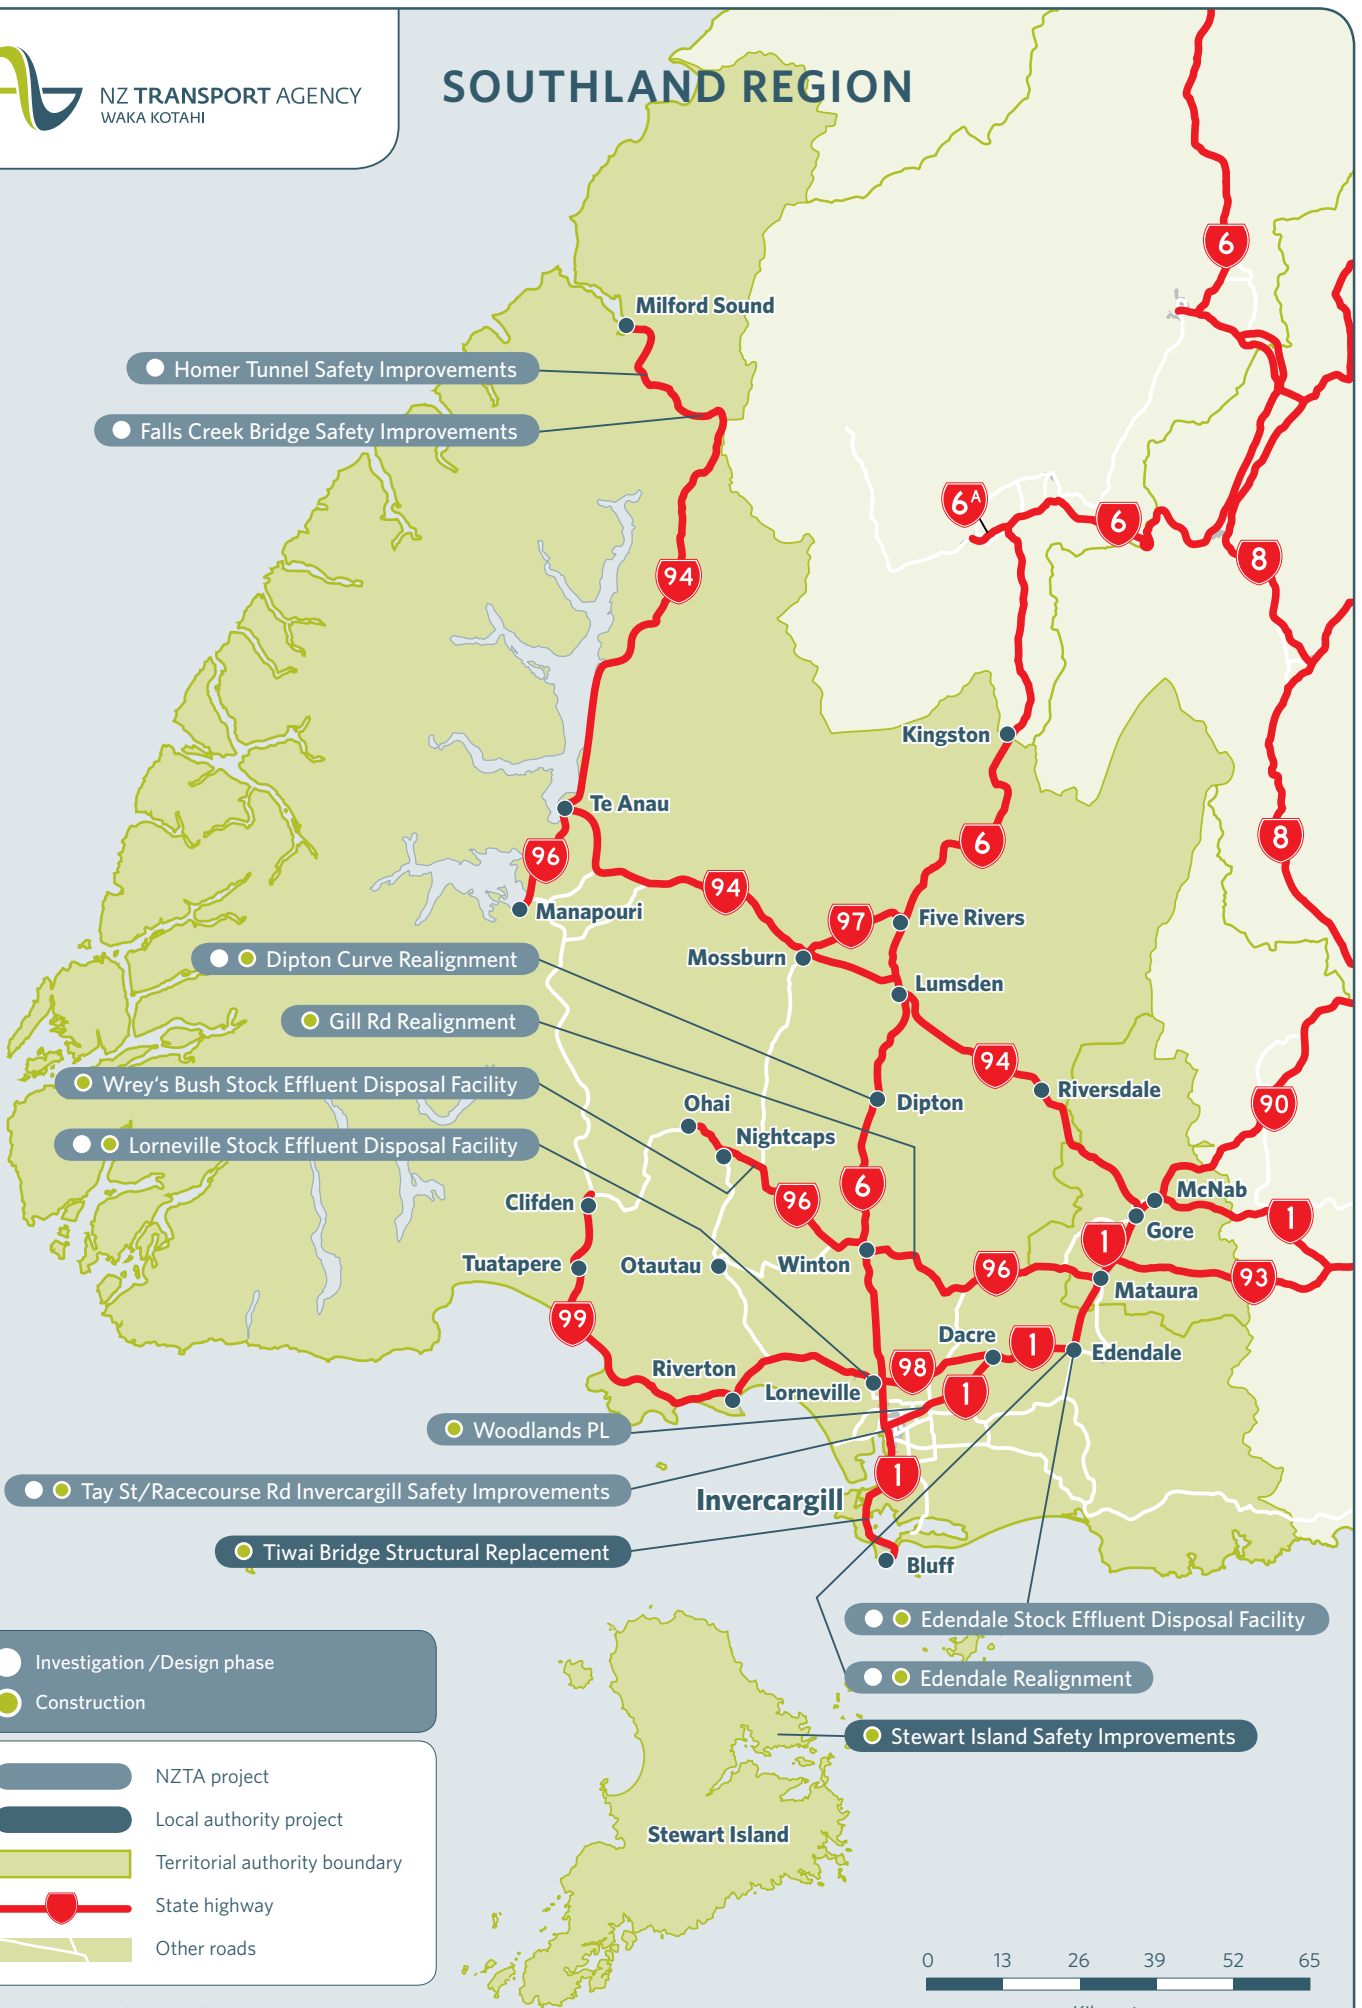 NZ TRANSPORT AGENCY
WAKA KOTAHI
SOUTHLAND REGION
6
Milford Sound
Homer Tunnel Safety Improvements
Falls Creek Bridge Safety Improvements
6A
6
8
94
Kingston
Te Anau
6
8
96
94
Manapouri
97
Five Rivers
Mossburn
Dipton Curve Realignment
Lumsden
Gill Rd Realignment
94
Riversdale
Wrey's Bush Stock Effluent Disposal Facility
Ohai
Dipton
90
Nightcaps
Lorneville Stock Effluent Disposal Facility
6
McNab
Clifden
96
1
Gore
1
Tuatapere
Otautau
Winton
96
93
Mataura
99
Dacre
1
Edendale
Riverton
98
Lorneville
1
Woodlands PL
1
Tay St/Racecourse Rd Invercargill Safety Improvements
Invercargill
Tiwai Bridge Structural Replacement
Bluff
Edendale Stock Effluent Disposal Facility
Investigation /Design phase
Edendale Realignment
Construction
Stewart Island Safety Improvements
NZTA project
Local authority project
Stewart Island
Territorial authority boundary
State highway
Other roads
0 13 26 39 52 65